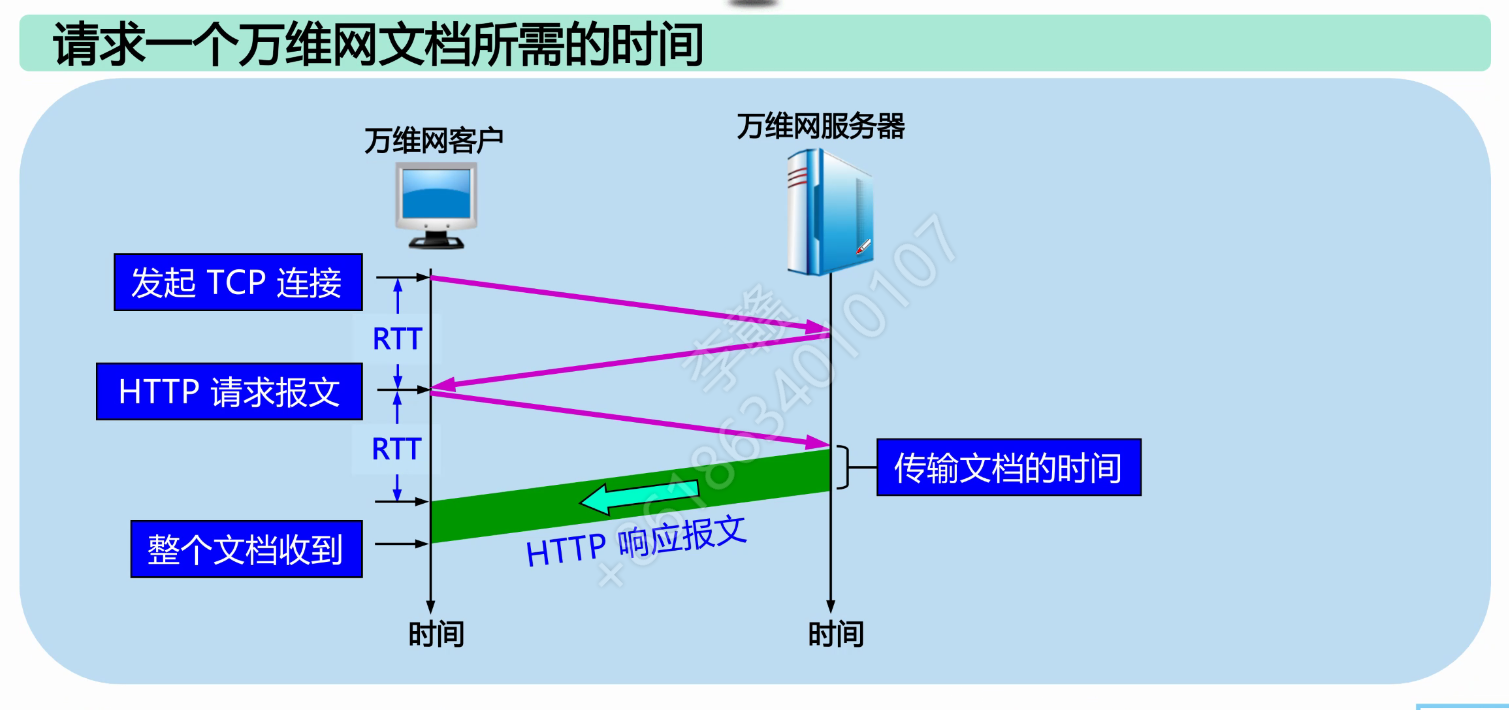 请求一个万维网文档所需的时间
万维网客户
万维网服务器
发起 TCP 连接
RTT
HTTP 请求报文
RTT
传输文档的时间
整个文档收到
HTTP 响应报文
时间
时间
李赣
+8618634010107